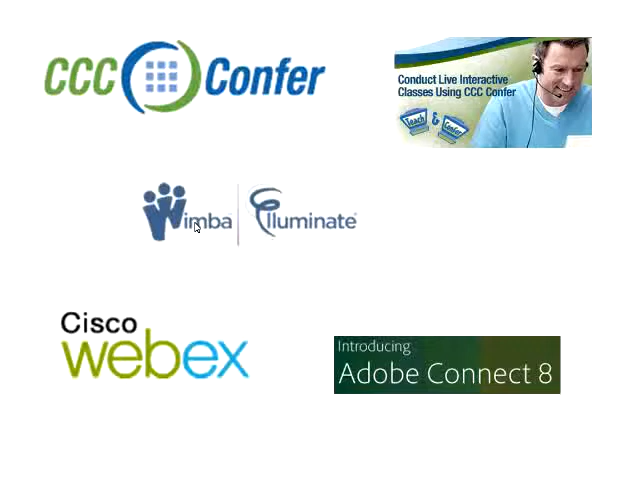 CCC Confer
Conduct Live Interactive
Classes Using CCC Confer
Teach & Confer
Wimba
Elluminate
Cisco
webex
Introducing
Adobe Connect 8